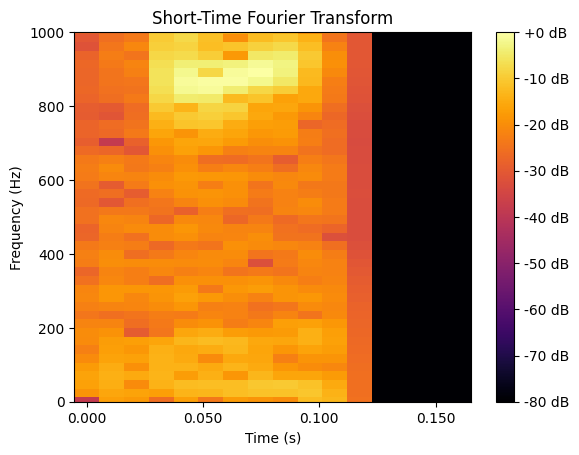 Short-Time Fourier Transform
1000
800
600
400
200
0
Frequency (Hz)
0.000
0.050
0.100
0.150
Time (s)
+0 dB
-10 dB
-20 dB
-30 dB
-40 dB
-50 dB
-60 dB
-70 dB
-80 dB